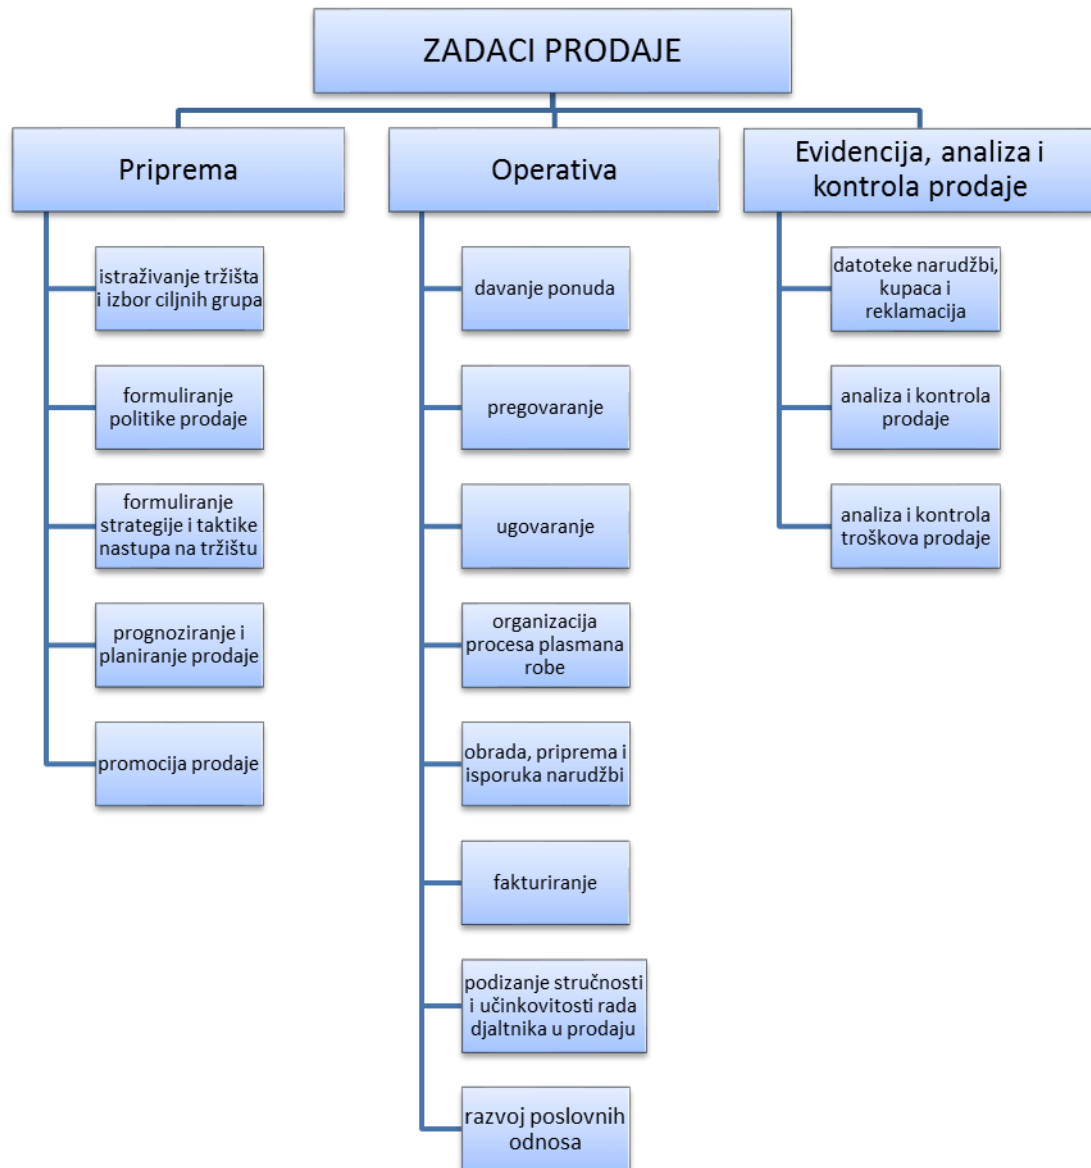 ZADACI PRODAJE
Priprema
istraživanje tržišta
i izbor ciljnih grupa
formuliranje
politike prodaje
formuliranje
strategije i taktike
nastupa na tržištu
prognoziranje i
planiranje prodaje
promocija prodaje
Operativa
davanje ponuda
pregovaranje
ugovaranje
organizacija
procesa plasmana
robe
obrada, priprema i
isporuka narudžbi
fakturiranje
podizanje stručnosti
i učinkovitosti rada
djaltnika u prodaju
razvoj poslovnih
odnosa
Evidencija, analiza i
kontrola prodaje
datoteke narudžbi,
kupaca i
reklamacija
analiza i kontrola
prodaje
analiza i kontrola
troškova prodaje